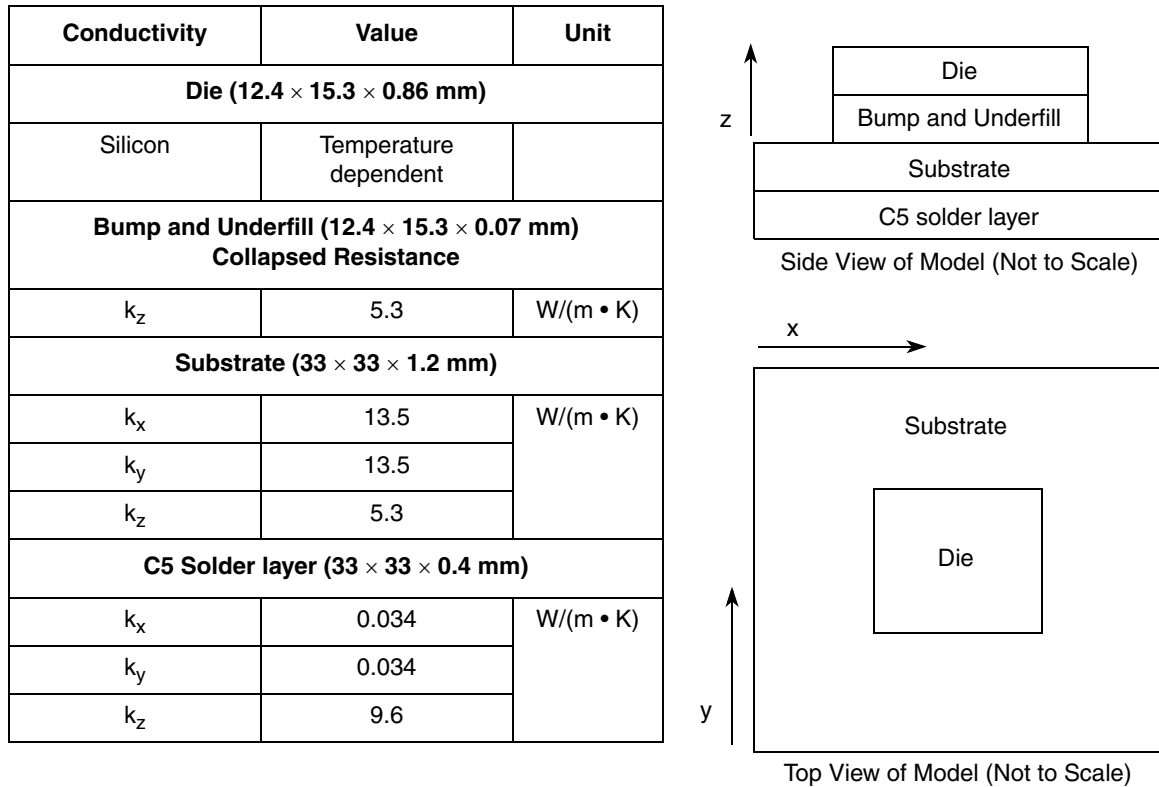 Conductivity Value Unit
Die (12.4 × 15.3 × 0.86 mm)
Silicon Temperature
dependent
Bump and Underfill (12.4 × 15.3 × 0.07 mm)
Collapsed Resistance
kz 5.3 W/(m • K)
Substrate (33 × 33 × 1.2 mm)
kx 13.5 W/(m • K)
ky 13.5
kz 5.3
C5 Solder layer (33 × 33 × 0.4 mm)
kx 0.034 W/(m • K)
ky 0.034
kz 9.6
Die
z
Bump and Underfill
Substrate
C5 solder layer
Side View of Model (Not to Scale)
x
Substrate
Die
y
Top View of Model (Not to Scale)